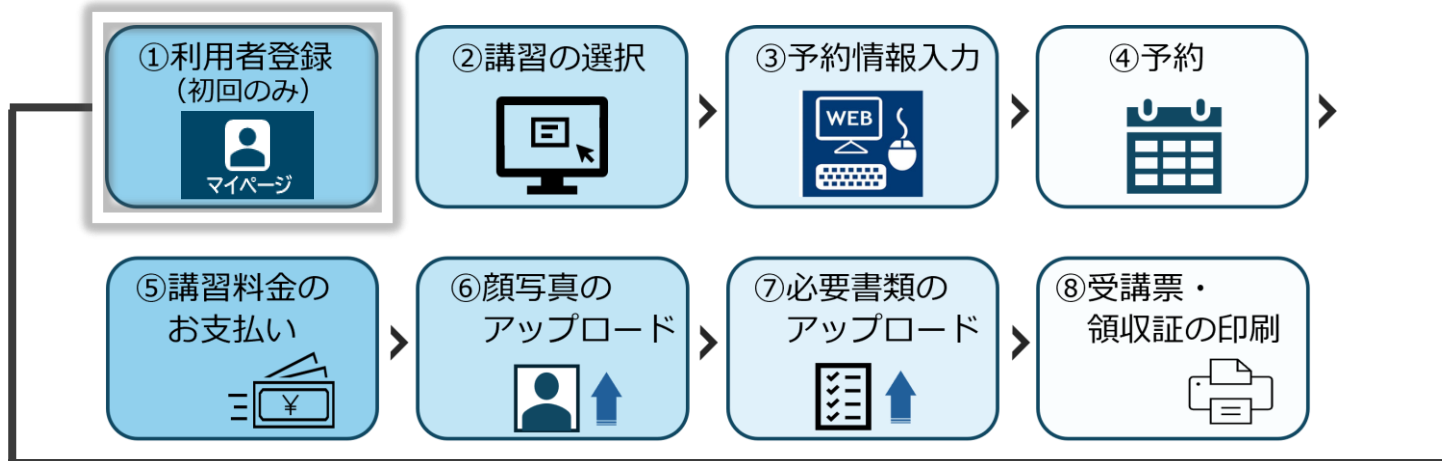 ①利用者登録
（初回のみ）
マイページ
②講習の選択
③予約情報入力
WEB
④予約
⑤講習料金の
お支払い
¥
⑥顔写真の
アップロード
⑦必要書類の
アップロード
⑧受講票・
領収証の印刷